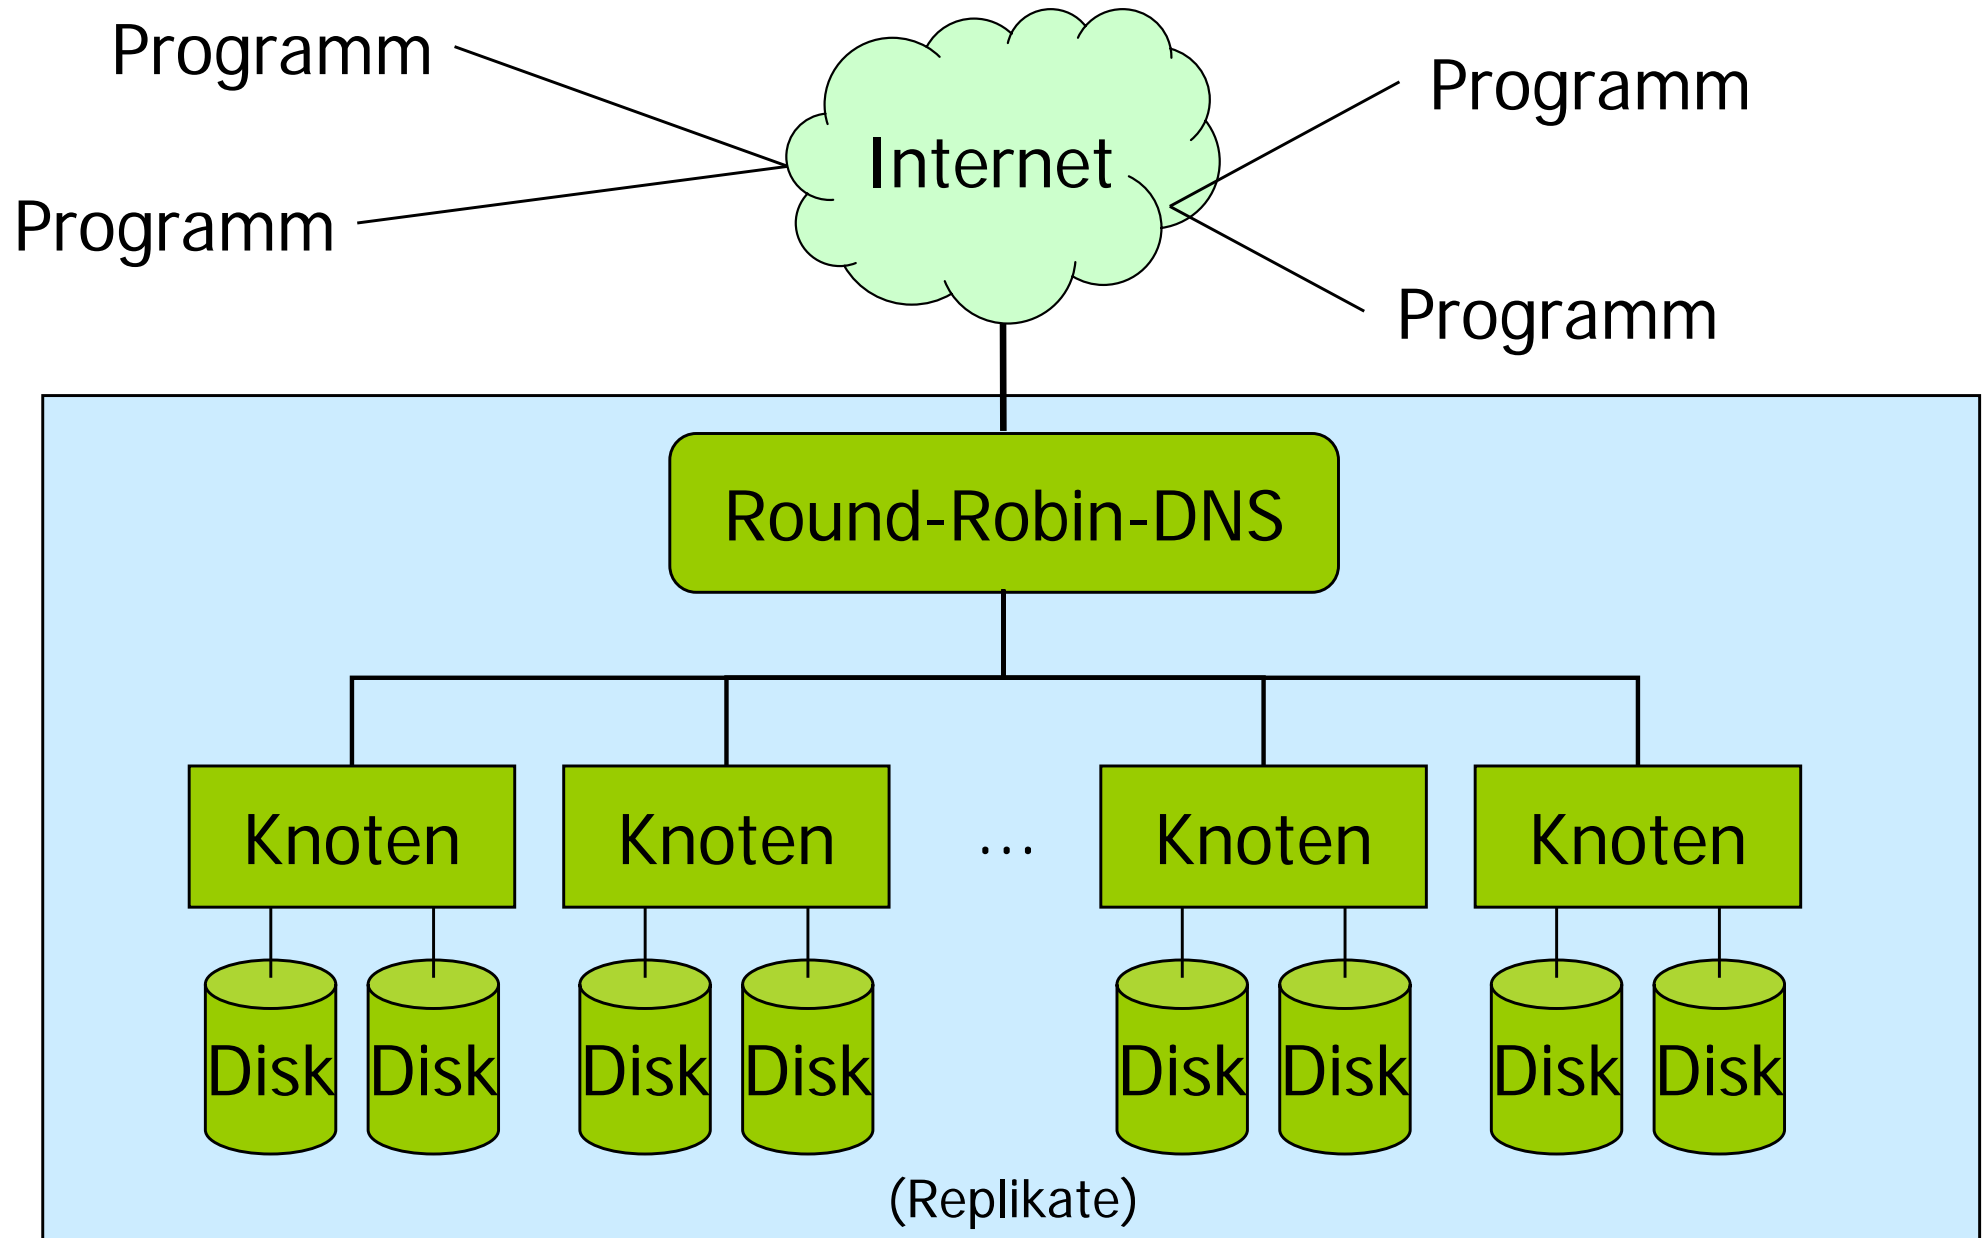 Programm
Programm
Internet
Programm
Programm
Round-Robin-DNS
Knoten
Knoten
...
Knoten
Knoten
Disk
Disk
Disk
Disk
Disk
Disk
Disk
Disk
(Replikate)